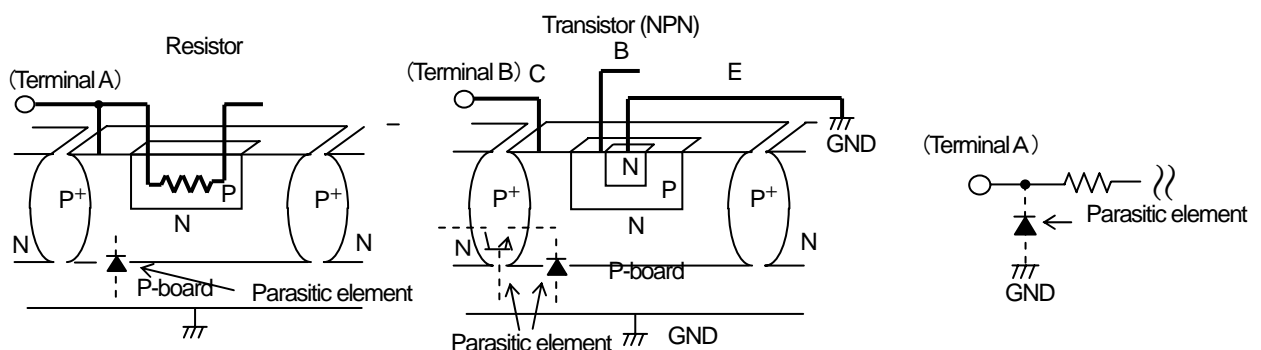 Resistor
(Terminal A)
P+
P
N
P+
N
N
P-board
Parasitic element
Transistor (NPN)
(Terminal B)
C
B
E
GND
P+
N
P
N
P+
N
N
P-board
Parasitic element
GND
(Terminal A)
Parasitic element
GND